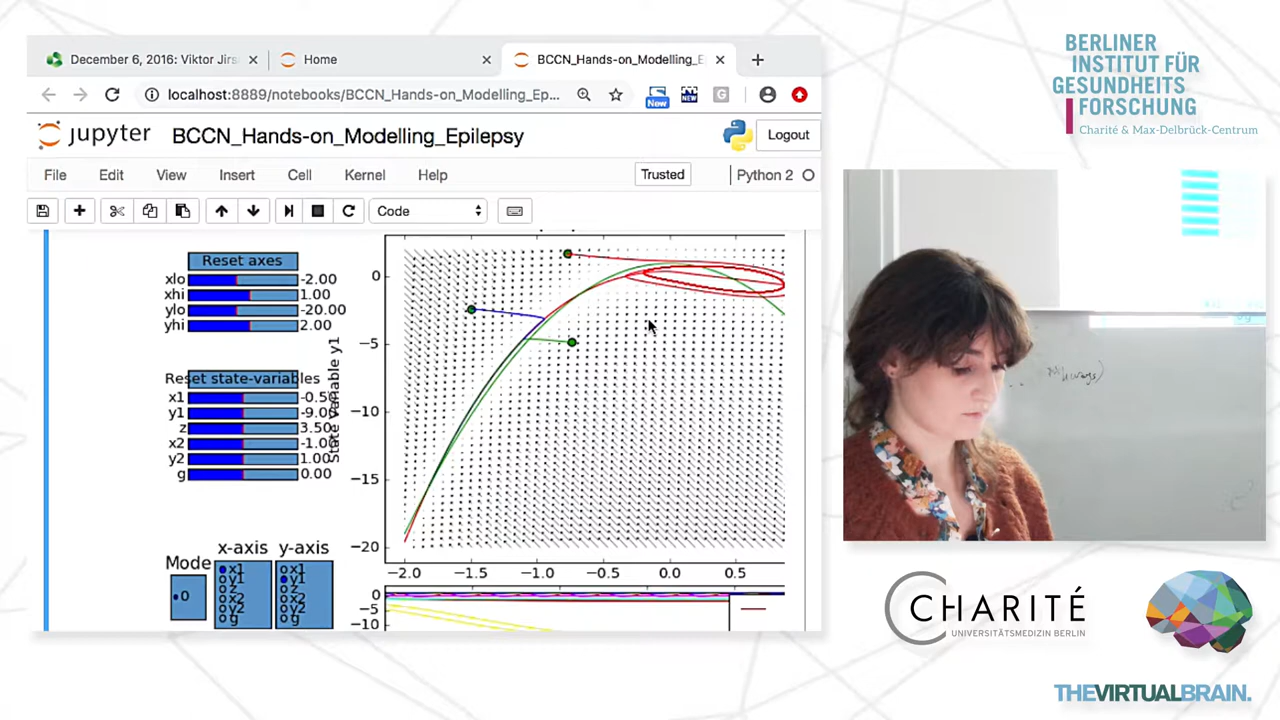 December 6, 2016: Viktor Jirs
Home
BCCN_Hands-on_Modelling_E
localhost:8889/notebooks/BCCN_Hands-on_Modelling_Ep...
New
NEW
G
jupyter
BCCN_Hands-on_Modelling_Epilepsy
Logout
File Edit View Insert Cell Kernel Help
Trusted
Python 2
Code
Reset axes
xlo -2.00
xhi 1.00
ylo -20.00
yhi 2.00
Reset state-variables
x1 -0.50
y1 -9.00
z 3.50
x2 -1.00
y2 1.00
g 0.00
Mode
0
x-axis
x1
y1
z
x2
y2
g
y-axis
x1
y1
z
x2
y2
g
State variable y1
0
−5
−10
−15
−20
−2.0 −1.5 −1.0 −0.5 0.0 0.5
0
−5
−10
BERLINER
INSTITUT FÜR
GESUNDHEITS
FORSCHUNG
Charité & Max-Delbrück-Centrum
CHARITÉ
UNIVERSITÄTSMEDIZIN BERLIN
THEVIRTUALBRAIN.